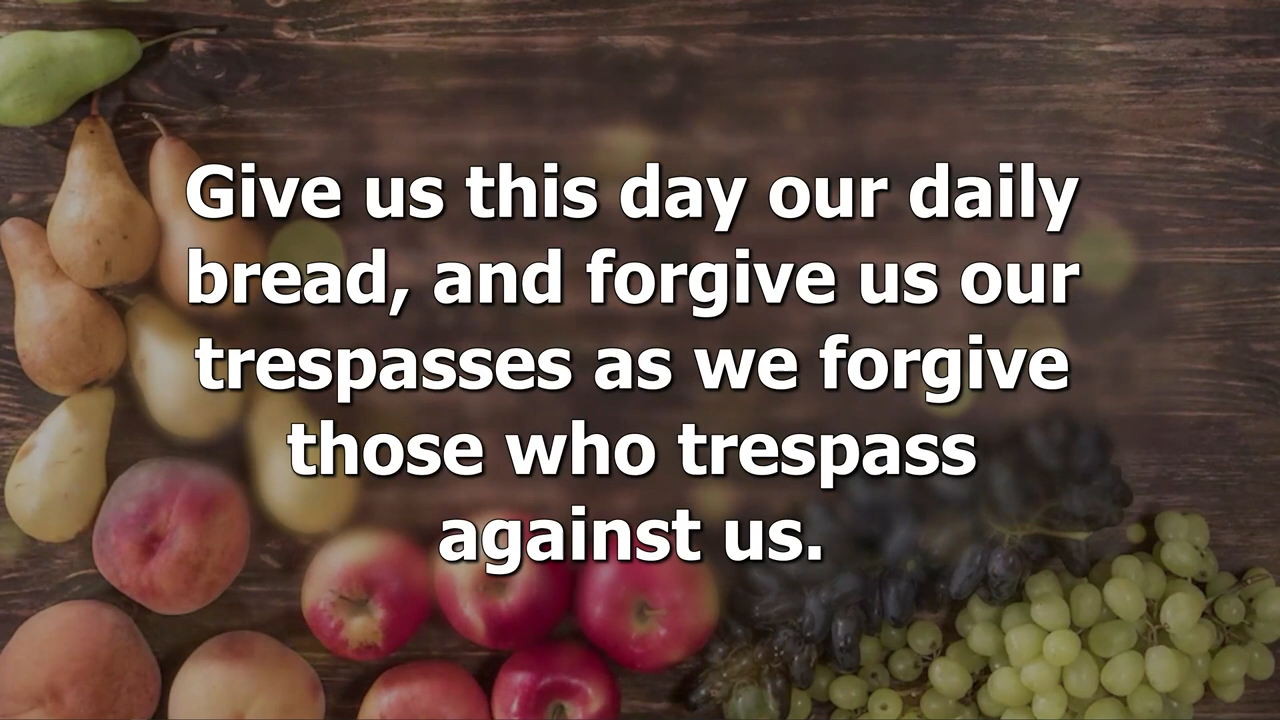 Give us this day our daily
bread, and forgive us our
trespasses as we forgive
those who trespass
against us.